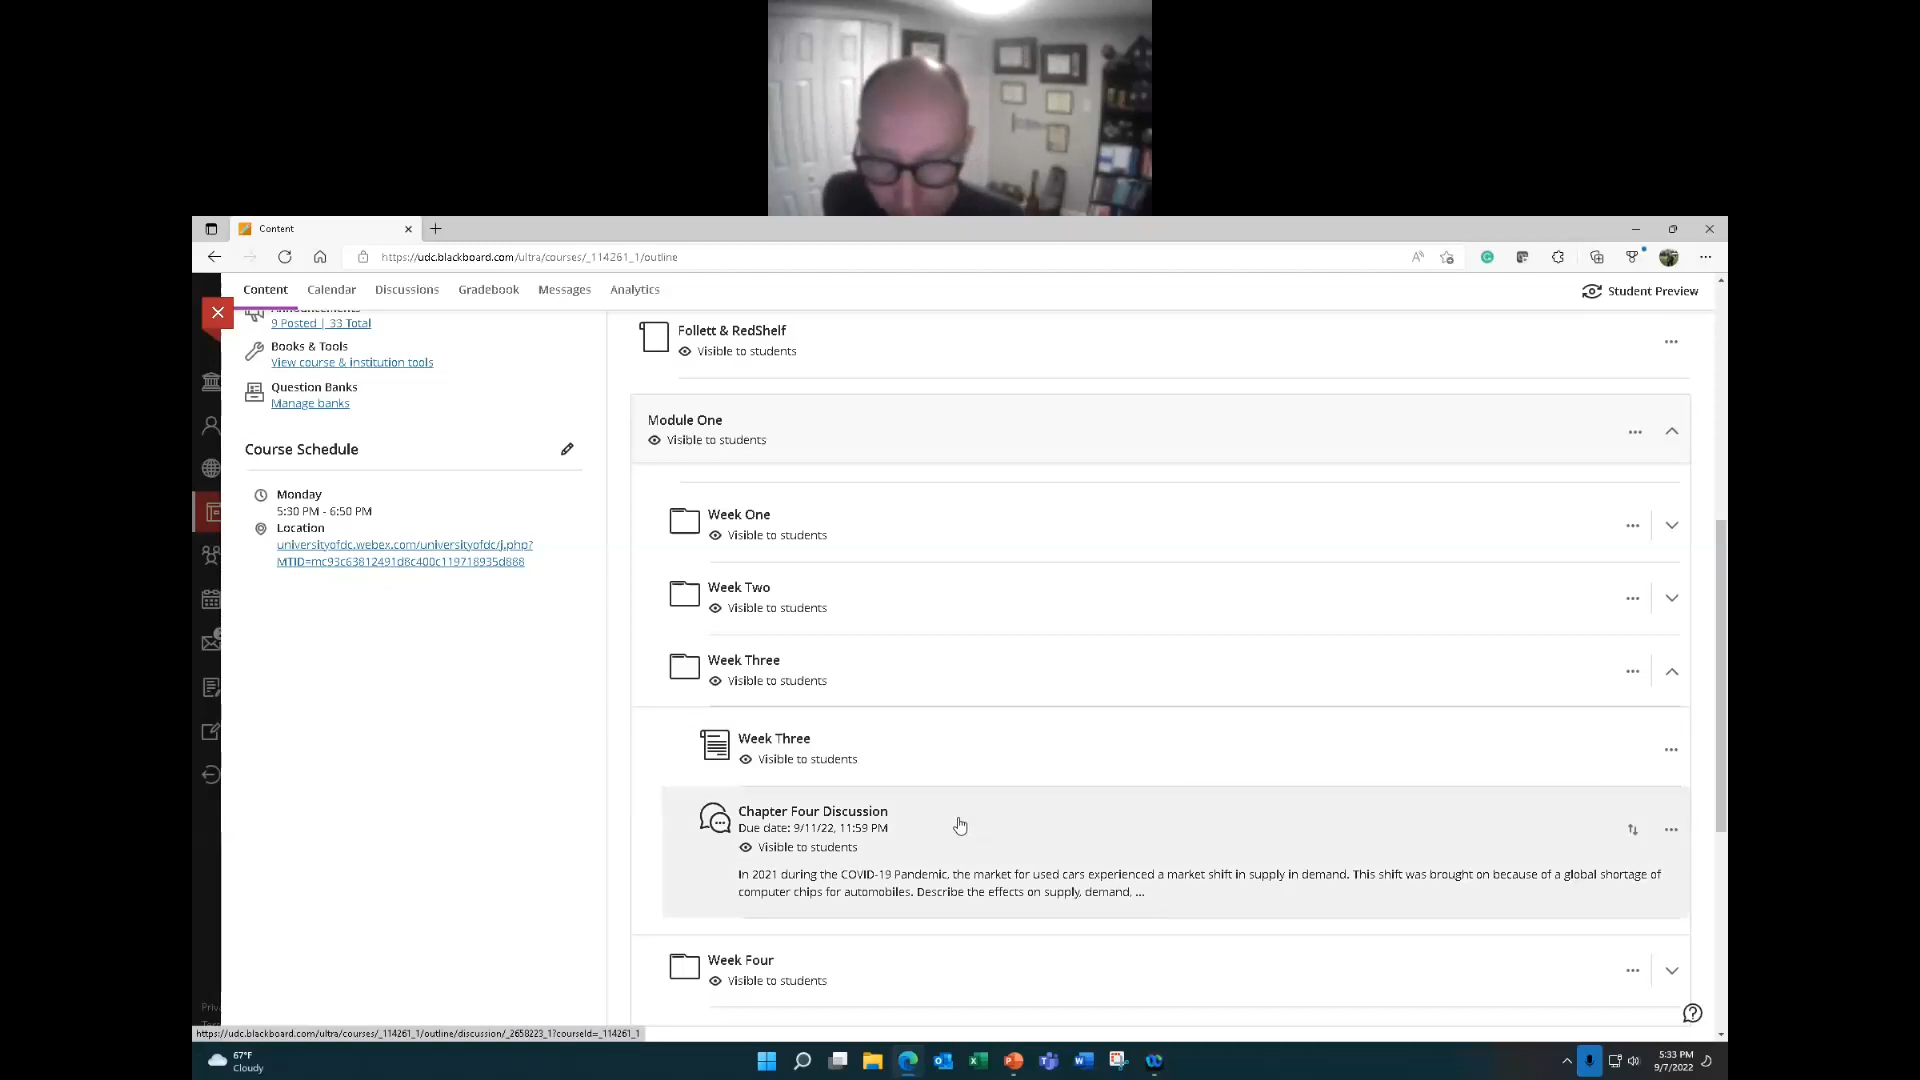 Content
https://udc.blackboard.com/ultra/courses/_114261_1/outline
Content
Calendar
Discussions
Gradebook
Messages
Analytics
Student Preview
Announcements
9 Posted | 33 Total
Books & Tools
View course & institution tools
Question Banks
Manage banks
Course Schedule
Monday
5:30 PM - 6:50 PM
Location
universityofdc.webex.com/universityofdc/j.php?
MTID=mc93c63812491d8c400c119718935d888
Follett & RedShelf
Visible to students
Module One
Visible to students
Week One
Visible to students
Week Two
Visible to students
Week Three
Visible to students
Week Three
Visible to students
Chapter Four Discussion
Due date: 9/11/22, 11:59 PM
Visible to students
In 2021 during the COVID-19 Pandemic, the market for used cars experienced a market shift in supply in demand. This shift was brought on because of a global shortage of
computer chips for automobiles. Describe the effects on supply, demand, ...
Week Four
Visible to students
https://udc.blackboard.com/ultra/courses/_114261_1/outline/discussion/_2658223_1?courseId=_114261_1
67°F
Cloudy
5:33 PM
9/7/2022